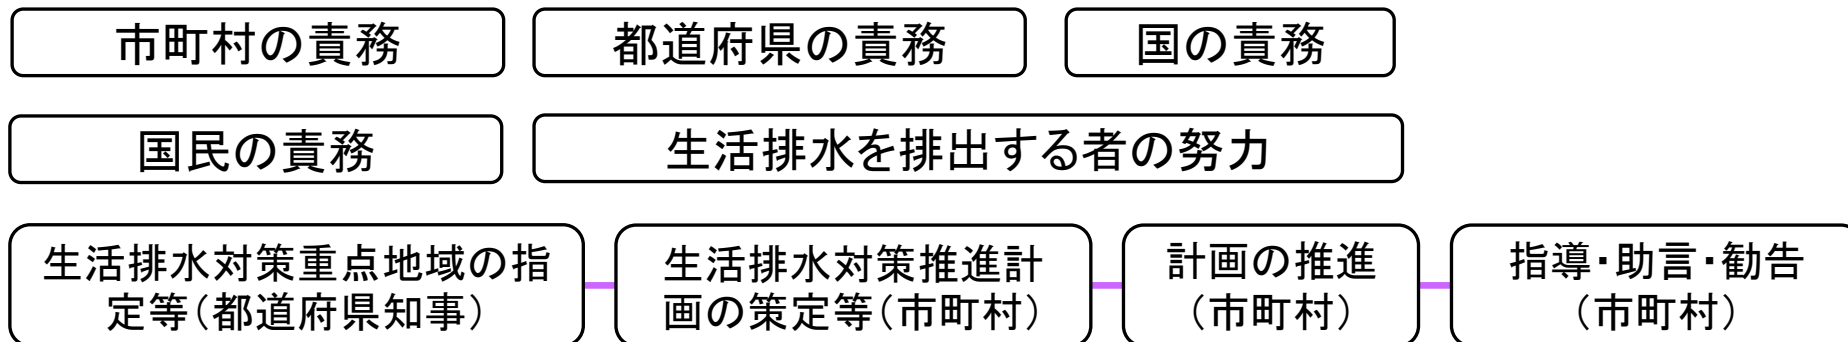 市町村の責務
都道府県の責務
国の責務
国民の責務
生活排水を排出する者の努力
生活排水対策重点地域の指
定等(都道府県知事)
生活排水対策推進計
画の策定等(市町村)
計画の推進
(市町村)
指導・助言・勧告
(市町村)